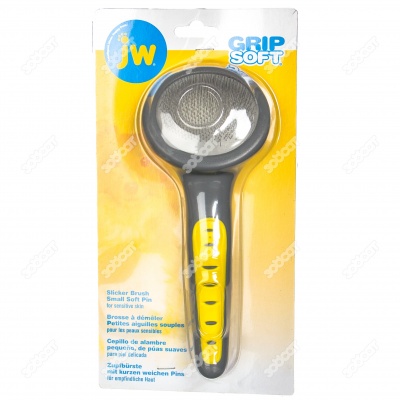 jw
GRIP
SOFT
Slicker Brush
Small Soft Pin
for sensitive skin
Brosse à démêler
Petites aiguilles souples
pour les peaux sensibles
Cepillo de alambre
pequeño, de púas suaves
para piel delicada
Zupfbürste
mit kurzen weichen Pins
für empfindliche Haut